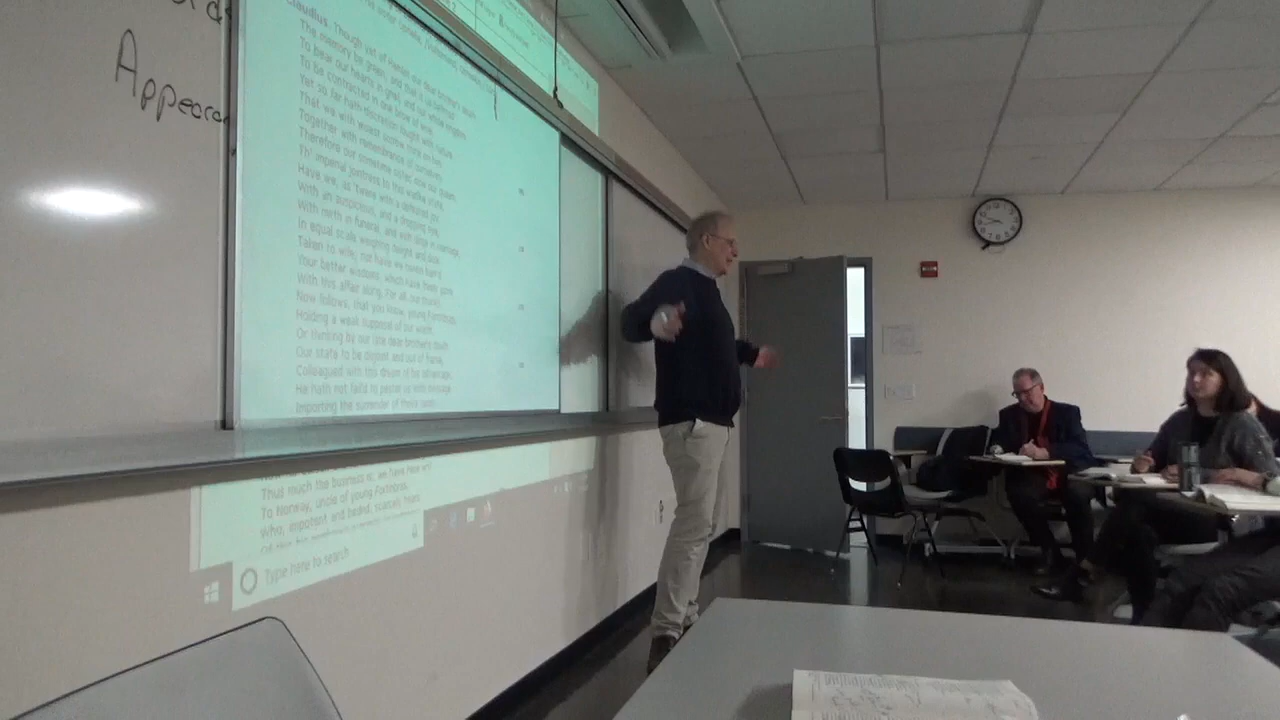 Appeara
Claudius. Though yet of Hamlet our dear brother's death
The memory be green, and that it us befitted
To bear our hearts in grief, and our whole kingdom
To be contracted in one brow of woe,
Yet so far hath discretion fought with nature
That we with wisest sorrow think on him
Together with remembrance of ourselves.
Therefore our sometime sister, now our queen,
Th' imperial jointress to this warlike state,
Have we, as 'twere with a defeated joy,
With an auspicious, and a dropping eye,
With mirth in funeral, and with dirge in marriage,
In equal scale weighing delight and dole,
Taken to wife; nor have we herein barr'd
Your better wisdoms, which have freely gone
With this affair along. For all, our thanks.
Now follows, that you know, young Fortinbras,
Holding a weak supposal of our worth,
Or thinking by our late dear brother's death
Our state to be disjoint and out of frame,
Colleagued with this dream of his advantage,
He hath not fail'd to pester us with message
Importing the surrender of those lands
Thus much the business is: we have here writ
To Norway, uncle of young Fortinbras,
Who, impotent and bedrid, scarcely hears
Type here to search